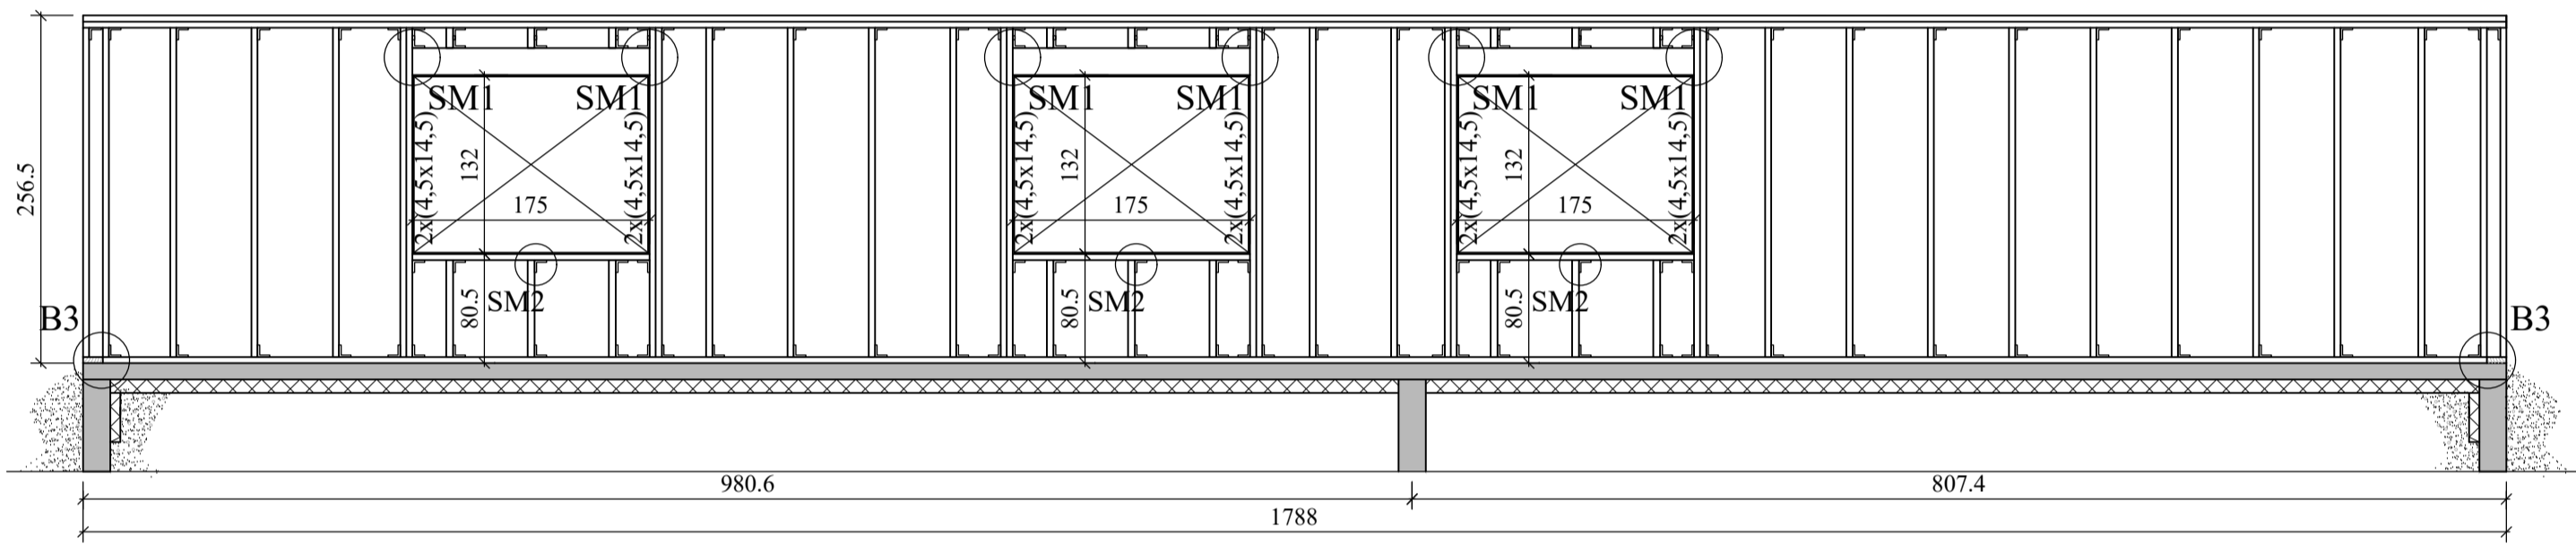 256.5
SM1 SM1
2x(4,5x14,5)
132
2x(4,5x14,5)
175
80.5
SM2
SM1 SM1
2x(4,5x14,5)
132
2x(4,5x14,5)
175
80.5
SM2
SM1 SM1
2x(4,5x14,5)
132
2x(4,5x14,5)
175
80.5
SM2
B3
B3
980.6
807.4
1788